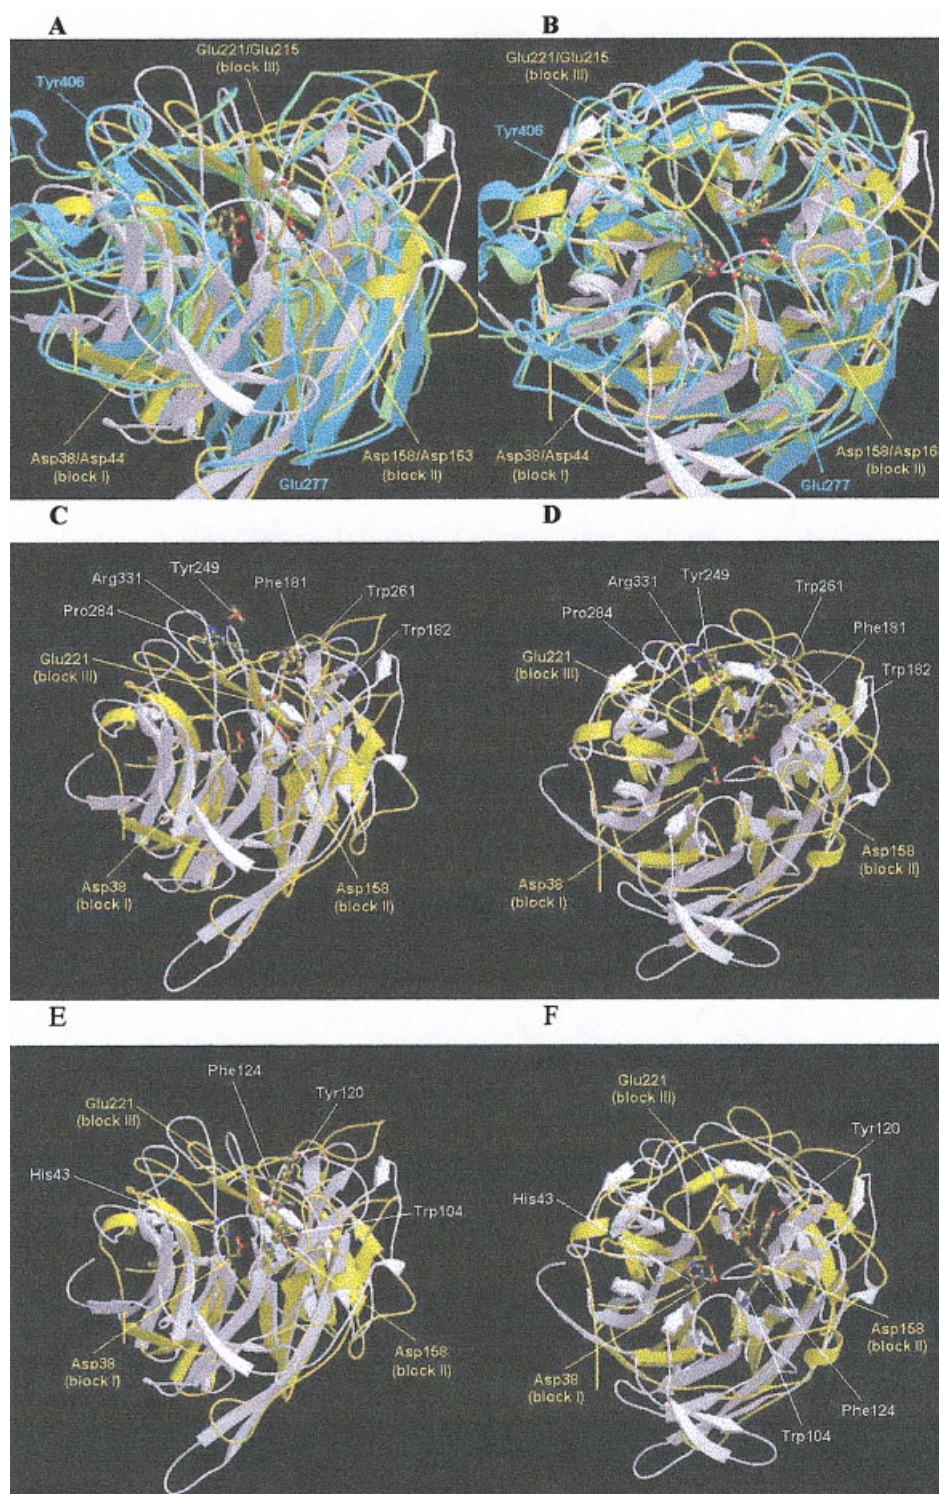 A
Glu221/Glu215
(block III)
Tyr406
Asp38/Asp44
(block I)
Glu277
Asp158/Asp163
(block II)
B
Glu221/Glu215
(block III)
Tyr406
Asp38/Asp44
(block I)
Glu277
Asp158/Asp16
(block II)
C
Tyr249
Arg331
Phe181
Pro284
Trp261
Glu221
(block III)
Trp182
Asp38
(block I)
Asp158
(block II)
D
Tyr249
Arg331
Trp261
Pro284
Phe181
Glu221
(block III)
Trp182
Asp158
(block II)
Asp38
(block I)
E
Phe124
Tyr120
Glu221
(block III)
His43
Trp104
Asp38
(block I)
Asp158
(block II)
F
Glu221
(block III)
Tyr120
His43
Asp158
(block II)
Asp38
(block I)
Phe124
Trp104